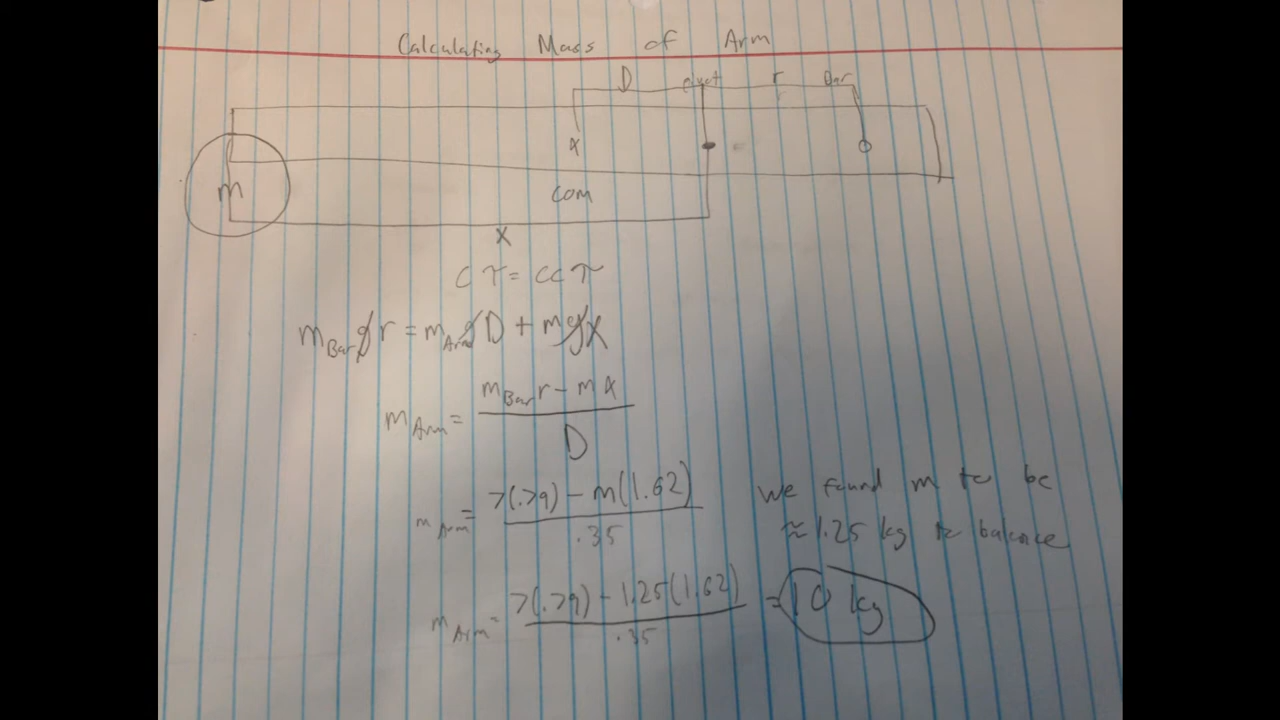 Calculating Mass of Arm
D pivot r Bar
r
x
m
com
X
C τ = CC τ
m_Bar g r = m_Arm g D + m g x
m_Arm = (m_Bar r - m x) / D
m_Arm = (7(.79) - m(1.62)) / .35
we found m to be
≈ 1.25 kg to balance
m_Arm = (7(.79) - 1.25(1.62)) / .35 = 10 kg